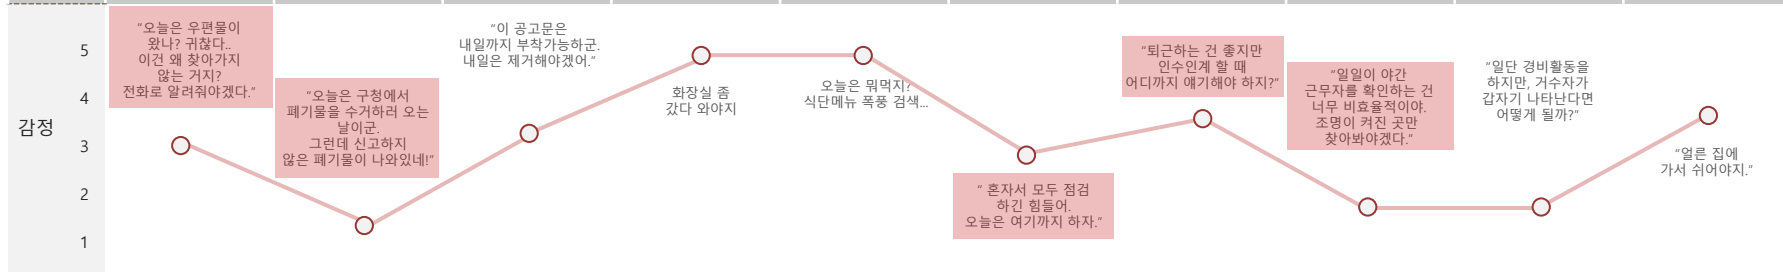 감정
5
4
3
2
1
"오늘은 우편물이
왔나? 귀찮다..
이건 왜 찾아가지
않는 거지?
전화로 알려줘야겠다."
"오늘은 구청에서
폐기물을 수거하러 오는
날이군.
그런데 신고하지
않은 폐기물이 나와있네!"
"이 공고문은
내일까지 부착가능하군.
내일은 제거해야겠어."
화장실 좀
갔다 와야지
오늘은 뭐먹지?
식단메뉴 폭풍 검색...
" 혼자서 모두 점검
하긴 힘들어.
오늘은 여기까지 하자."
"퇴근하는 건 좋지만
인수인계 할 때
어디까지 얘기해야 하지?"
"일일이 야간
근무자를 확인하는 건
너무 비효율적이야.
조명이 켜진 곳만
찾아봐야겠다."
"일단 경비활동을
하지만, 거수자가
갑자기 나타난다면
어떻게 될까?"
"얼른 집에
가서 쉬어야지."